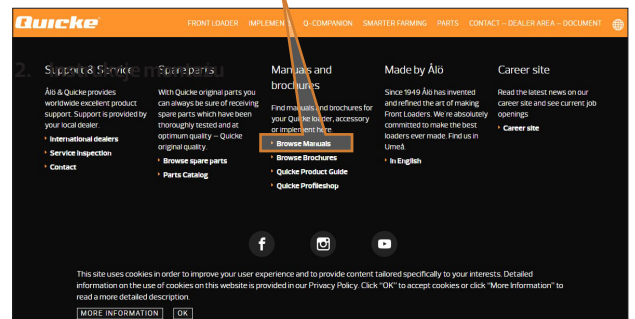 Quicke
FRONT LOADER IMPLEMENT Q-COMPANION SMARTER FARMING PARTS CONTACT – DEALER AREA – DOCUMENT
2. Instrukcje montażu
Support & Service
Ålö & Quicke provides
worldwide excellent product
support. Support is provided by
your local dealer.
International dealers
Service Inspection
Contact
Spare parts
With Quicke original parts you
can always be sure of receiving
spare parts which have been
thoroughly tested and at
optimum quality – Quicke
original quality.
Browse spare parts
Parts Catalog
Manuals and
brochures
Find manuals and brochures for
your Quicke loader, accessory
or implement here.
Browse Manuals
Browse Brochures
Quicke Product Guide
Quicke Profileshop
Made by Ålö
Since 1949 Ålö has invented
and refined the art of making
Front Loaders. We're absolutely
committed to make the best
loaders ever made. Find us in
Umeå.
In English
Career site
Read the latest news on our
career site and see current job
openings
Career site
This site uses cookies in order to improve your user experience and to provide content tailored specifically to your interests. Detailed
information on the use of cookies on this website is provided in our Privacy Policy. Click "OK" to accept cookies or click "More Information" to
read a more detailed description.
MORE INFORMATION OK